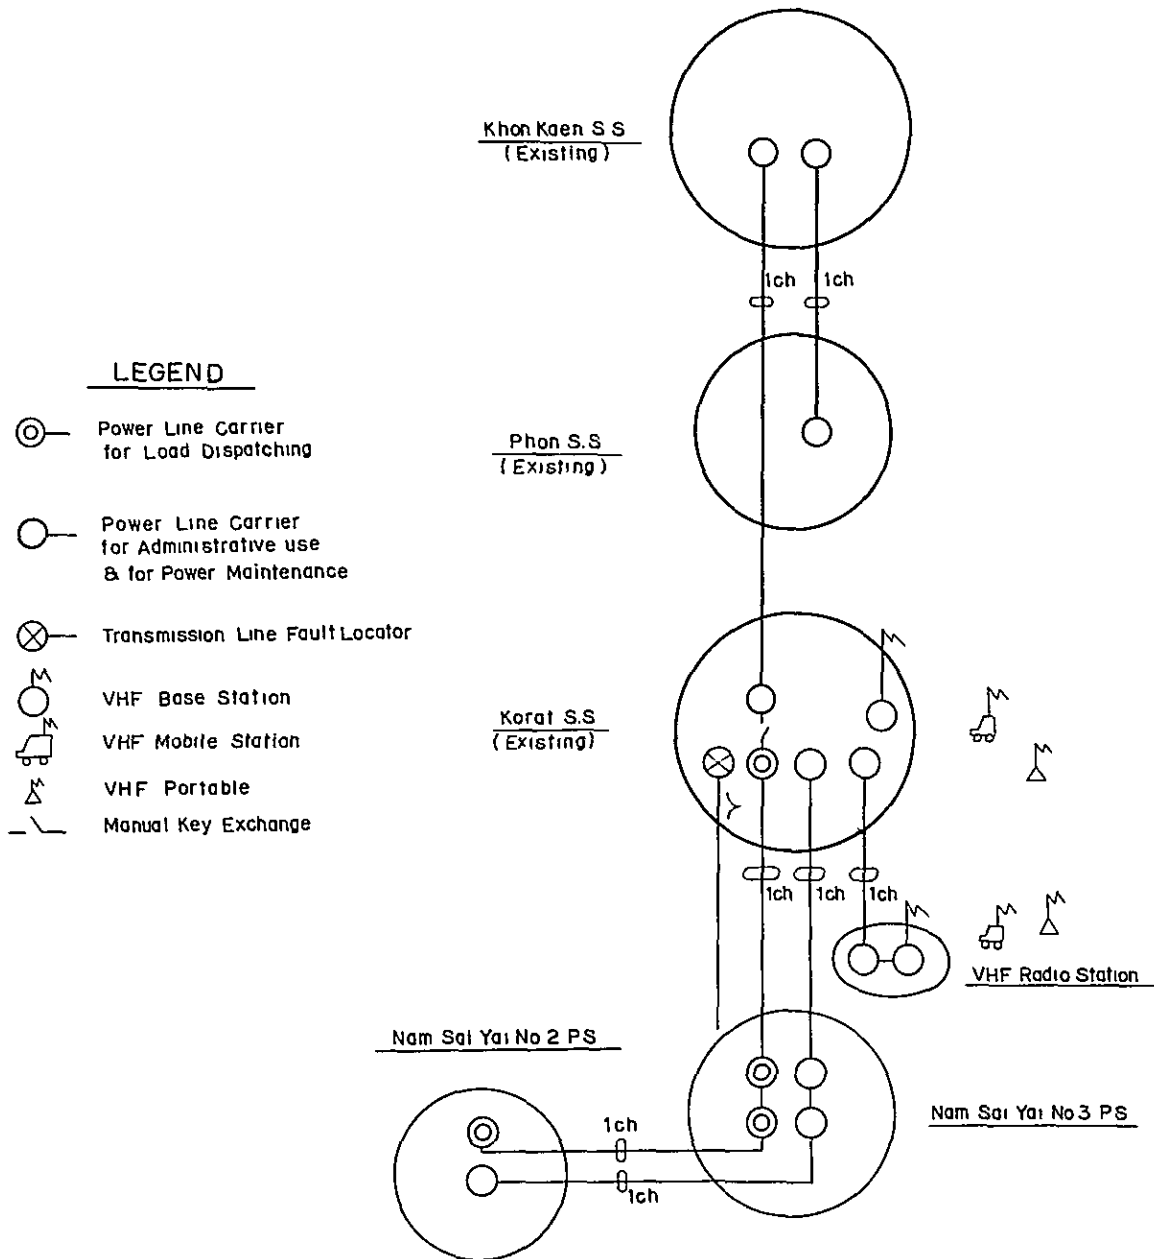 Khon Kaen S S
(Existing)
1ch
1ch
LEGEND
Power Line Carrier
for Load Dispatching
Phon S.S
(Existing)
Power Line Carrier
for Administrative use
& for Power Maintenance
Transmission Line Fault Locator
VHF Base Station
VHF Mobile Station
VHF Portable
Manual Key Exchange
Korat S.S
(Existing)
1ch
1ch
1ch
VHF Radio Station
Nam Sai Yai No 2 PS
Nam Sai Yai No 3 PS
1ch
1ch